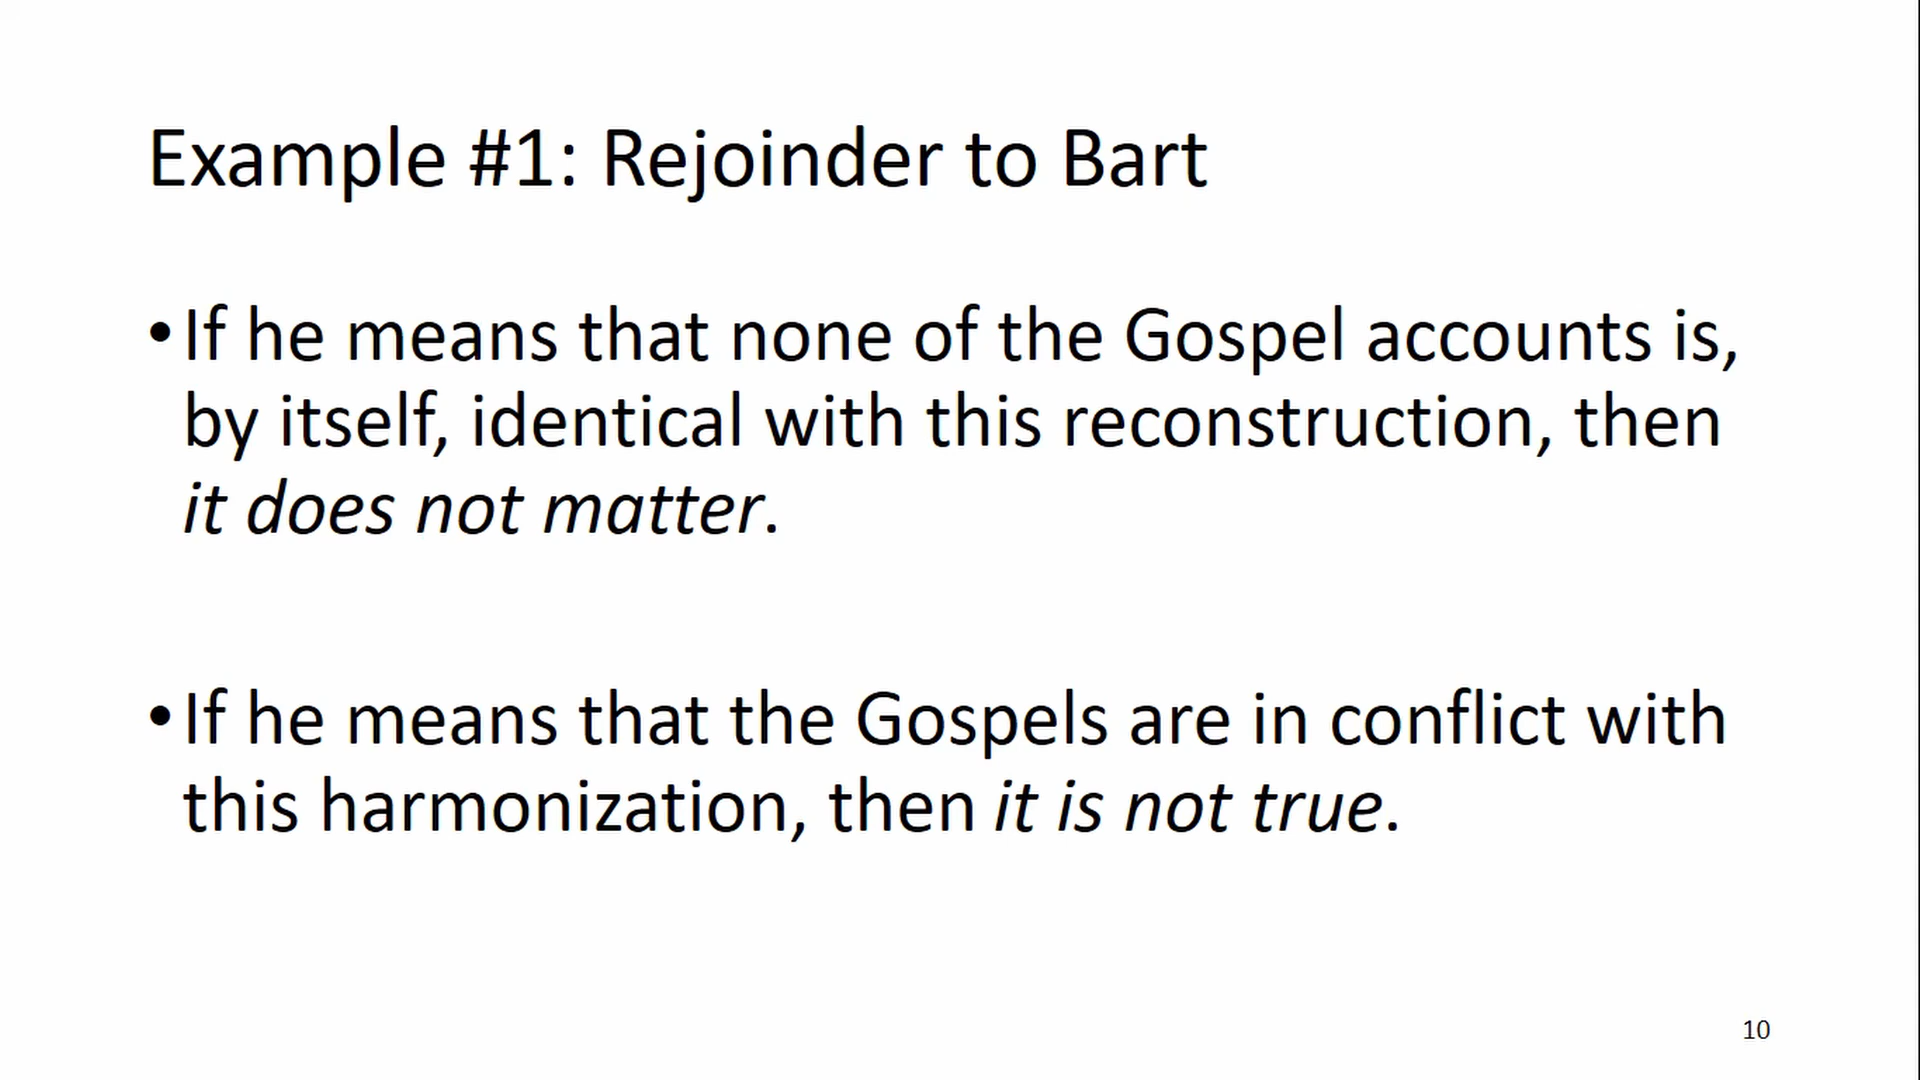 Example #1: Rejoinder to Bart
•If he means that none of the Gospel accounts is,
by itself, identical with this reconstruction, then
it does not matter.
•If he means that the Gospels are in conflict with
this harmonization, then it is not true.
10